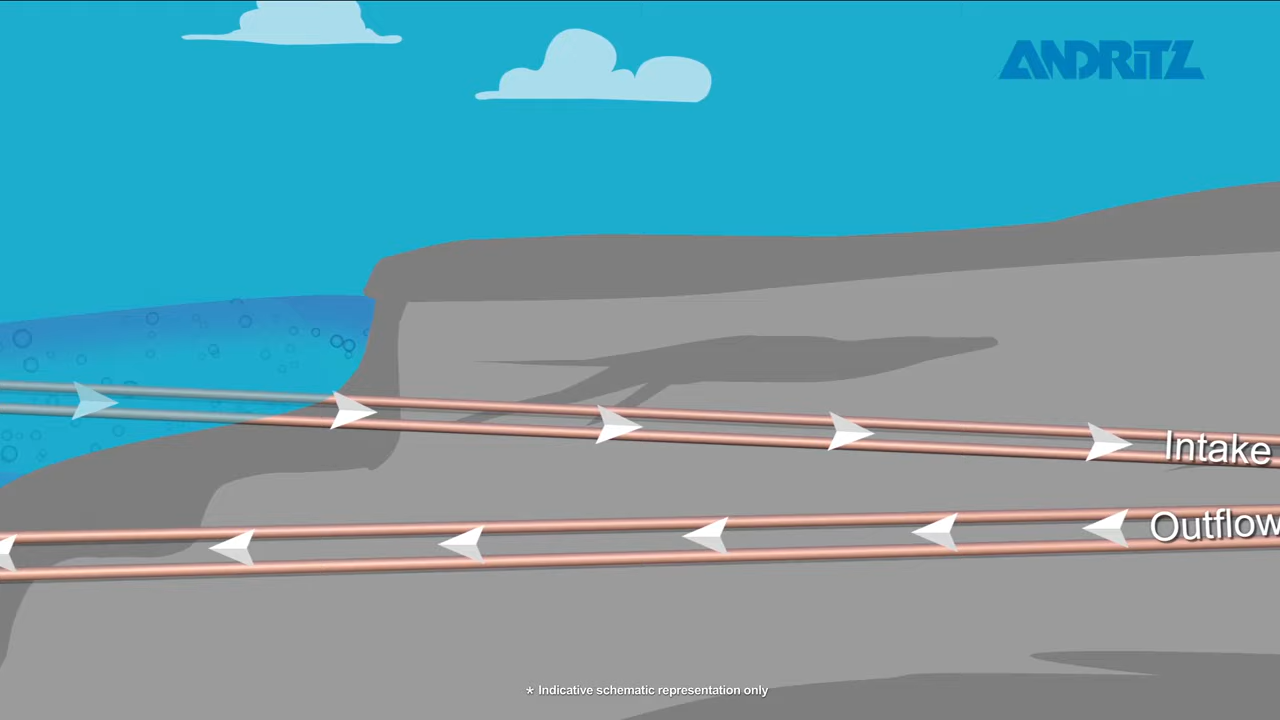 ANDRITZ
Intake
Outflow
* Indicative schematic representation only